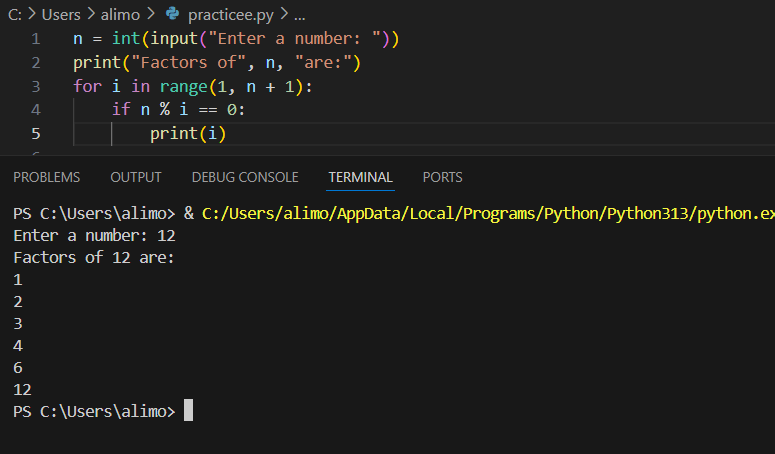 C: > Users > alimo > practicee.py > ...
1 n = int(input("Enter a number: "))
2 print("Factors of", n, "are:")
3 for i in range(1, n + 1):
4     if n % i == 0:
5         print(i)
PROBLEMS OUTPUT DEBUG CONSOLE TERMINAL PORTS
PS C:\Users\alimo> & C:/Users/alimo/AppData/Local/Programs/Python/Python313/python.ex
Enter a number: 12
Factors of 12 are:
1
2
3
4
6
12
PS C:\Users\alimo>